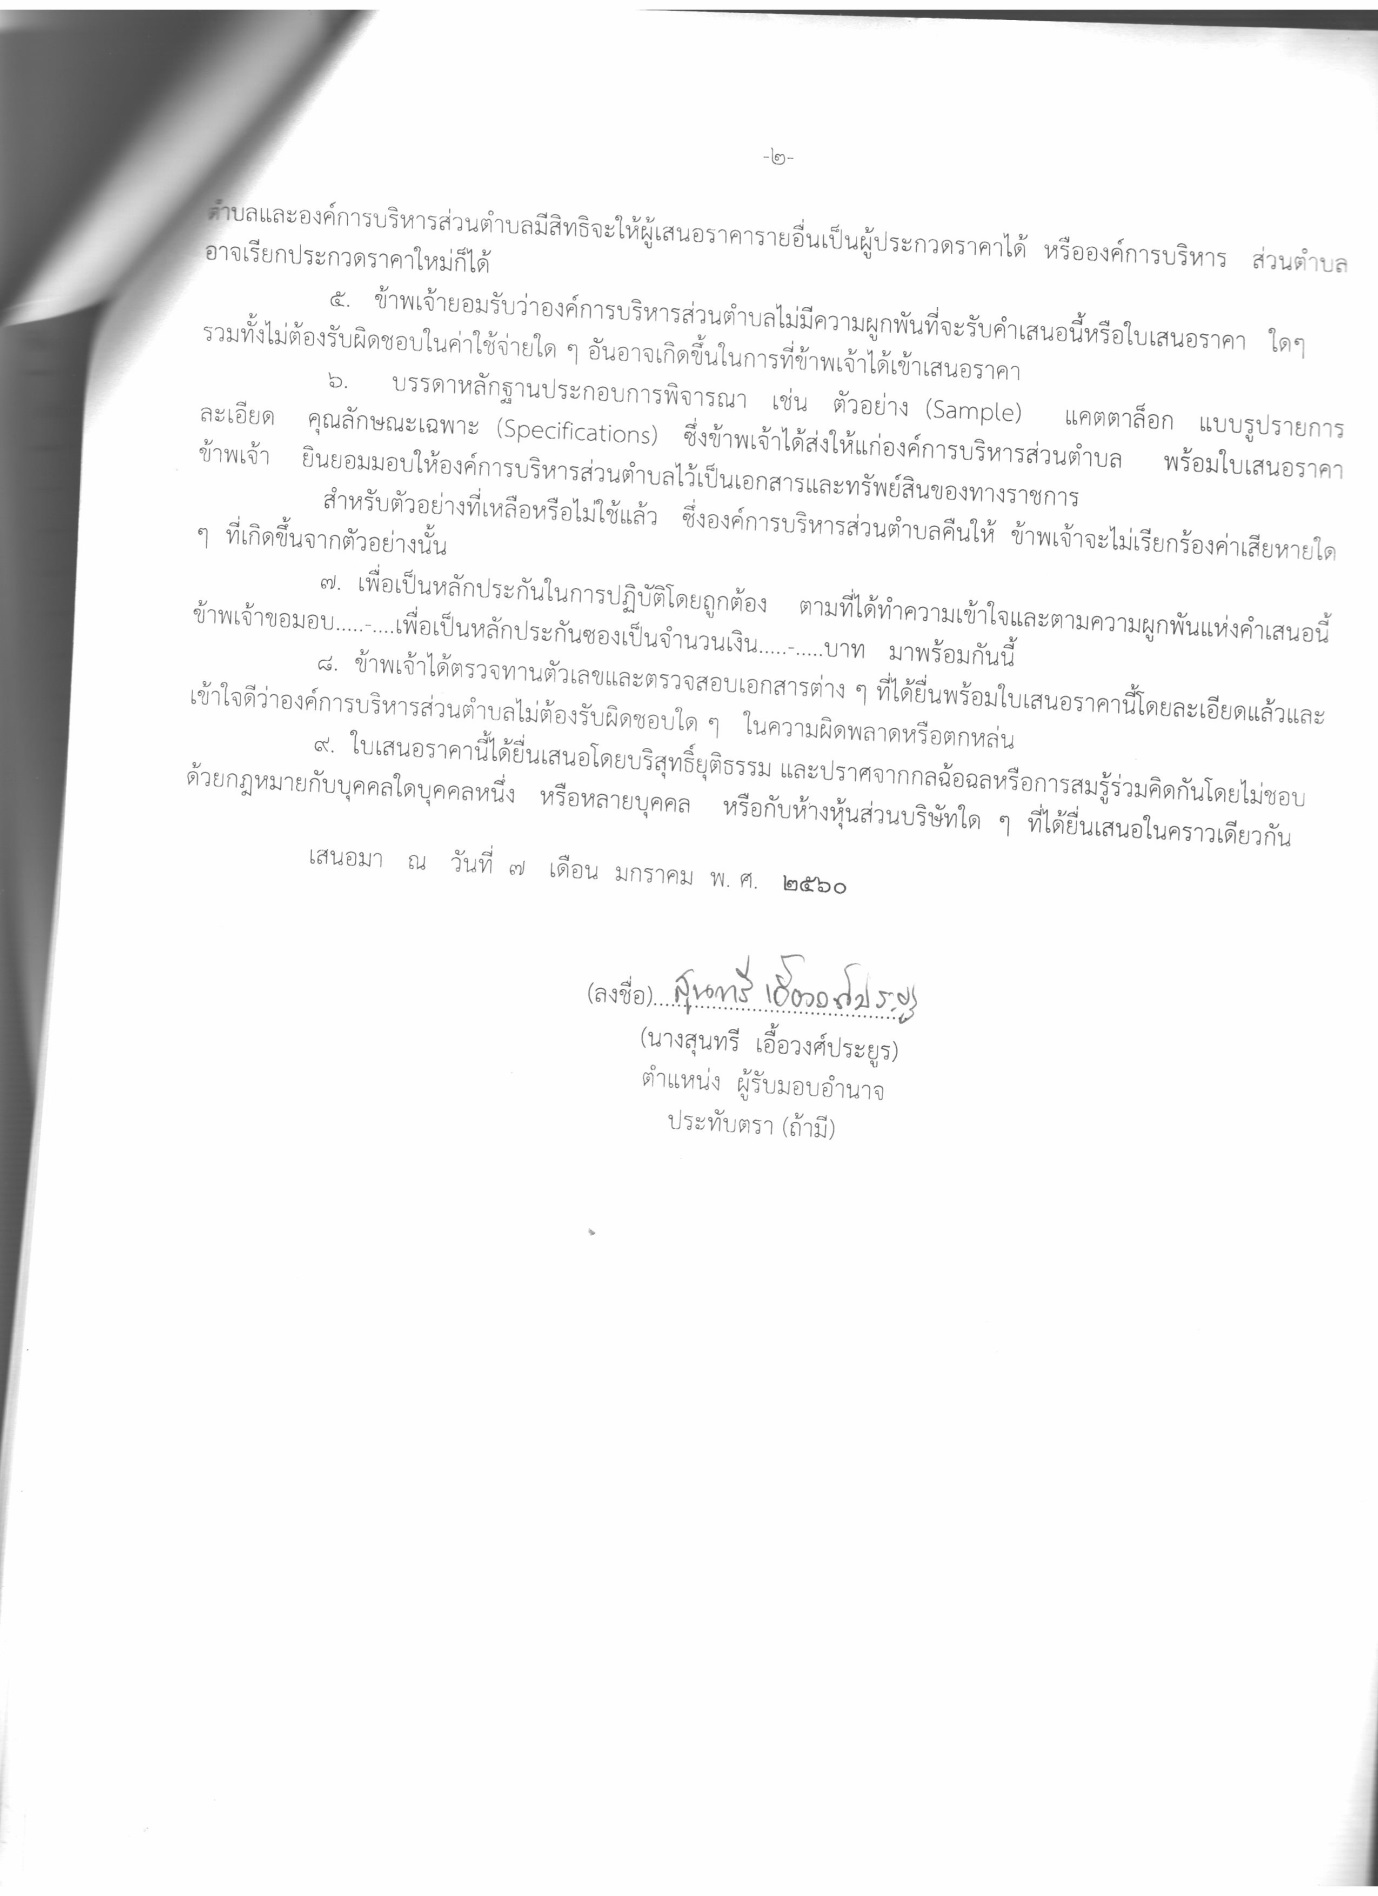 -๒-
ตำบลและองค์การบริหารส่วนตำบลมีสิทธิจะให้ผู้เสนอราคารายอื่นเป็นผู้ประกวดราคาได้ หรือองค์การบริหาร ส่วนตำบล
อาจเรียกประกวดราคาใหม่ก็ได้
๕. ข้าพเจ้ายอมรับว่าองค์การบริหารส่วนตำบลไม่มีความผูกพันที่จะรับคำเสนอนี้หรือใบเสนอราคา ใดๆ
รวมทั้งไม่ต้องรับผิดชอบในค่าใช้จ่ายใด ๆ อันอาจเกิดขึ้นในการที่ข้าพเจ้าได้เข้าเสนอราคา
๖. บรรดาหลักฐานประกอบการพิจารณา เช่น ตัวอย่าง (Sample) แคตตาล็อก แบบรูปรายการ
ละเอียด คุณลักษณะเฉพาะ (Specifications) ซึ่งข้าพเจ้าได้ส่งให้แก่องค์การบริหารส่วนตำบล พร้อมใบเสนอราคา
ข้าพเจ้า ยินยอมมอบให้องค์การบริหารส่วนตำบลไว้เป็นเอกสารและทรัพย์สินของทางราชการ
สำหรับตัวอย่างที่เหลือหรือไม่ใช้แล้ว ซึ่งองค์การบริหารส่วนตำบลคืนให้ ข้าพเจ้าจะไม่เรียกร้องค่าเสียหายใด
ๆ ที่เกิดขึ้นจากตัวอย่างนั้น
๗. เพื่อเป็นหลักประกันในการปฏิบัติโดยถูกต้อง ตามที่ได้ทำความเข้าใจและตามความผูกพันแห่งคำเสนอนี้
ข้าพเจ้าขอมอบ.....-....เพื่อเป็นหลักประกันซองเป็นจำนวนเงิน.....-.....บาท มาพร้อมกันนี้
๘. ข้าพเจ้าได้ตรวจทานตัวเลขและตรวจสอบเอกสารต่าง ๆ ที่ได้ยื่นพร้อมใบเสนอราคานี้โดยละเอียดแล้วและ
เข้าใจดีว่าองค์การบริหารส่วนตำบลไม่ต้องรับผิดชอบใด ๆ ในความผิดพลาดหรือตกหล่น
๙. ใบเสนอราคานี้ได้ยื่นเสนอโดยบริสุทธิ์ยุติธรรม และปราศจากกลฉ้อฉลหรือการสมรู้ร่วมคิดกันโดยไม่ชอบ
ด้วยกฎหมายกับบุคคลใดบุคคลหนึ่ง หรือหลายบุคคล หรือกับห้างหุ้นส่วนบริษัทใด ๆ ที่ได้ยื่นเสนอในคราวเดียวกัน
เสนอมา ณ วันที่ ๗ เดือน มกราคม พ.ศ. ๒๕๖๐
(ลงชื่อ)....สุนทรี เอื้อวงศ์ประยูร
(นางสุนทรี เอื้อวงศ์ประยูร)
ตำแหน่ง ผู้รับมอบอำนาจ
ประทับตรา (ถ้ามี)